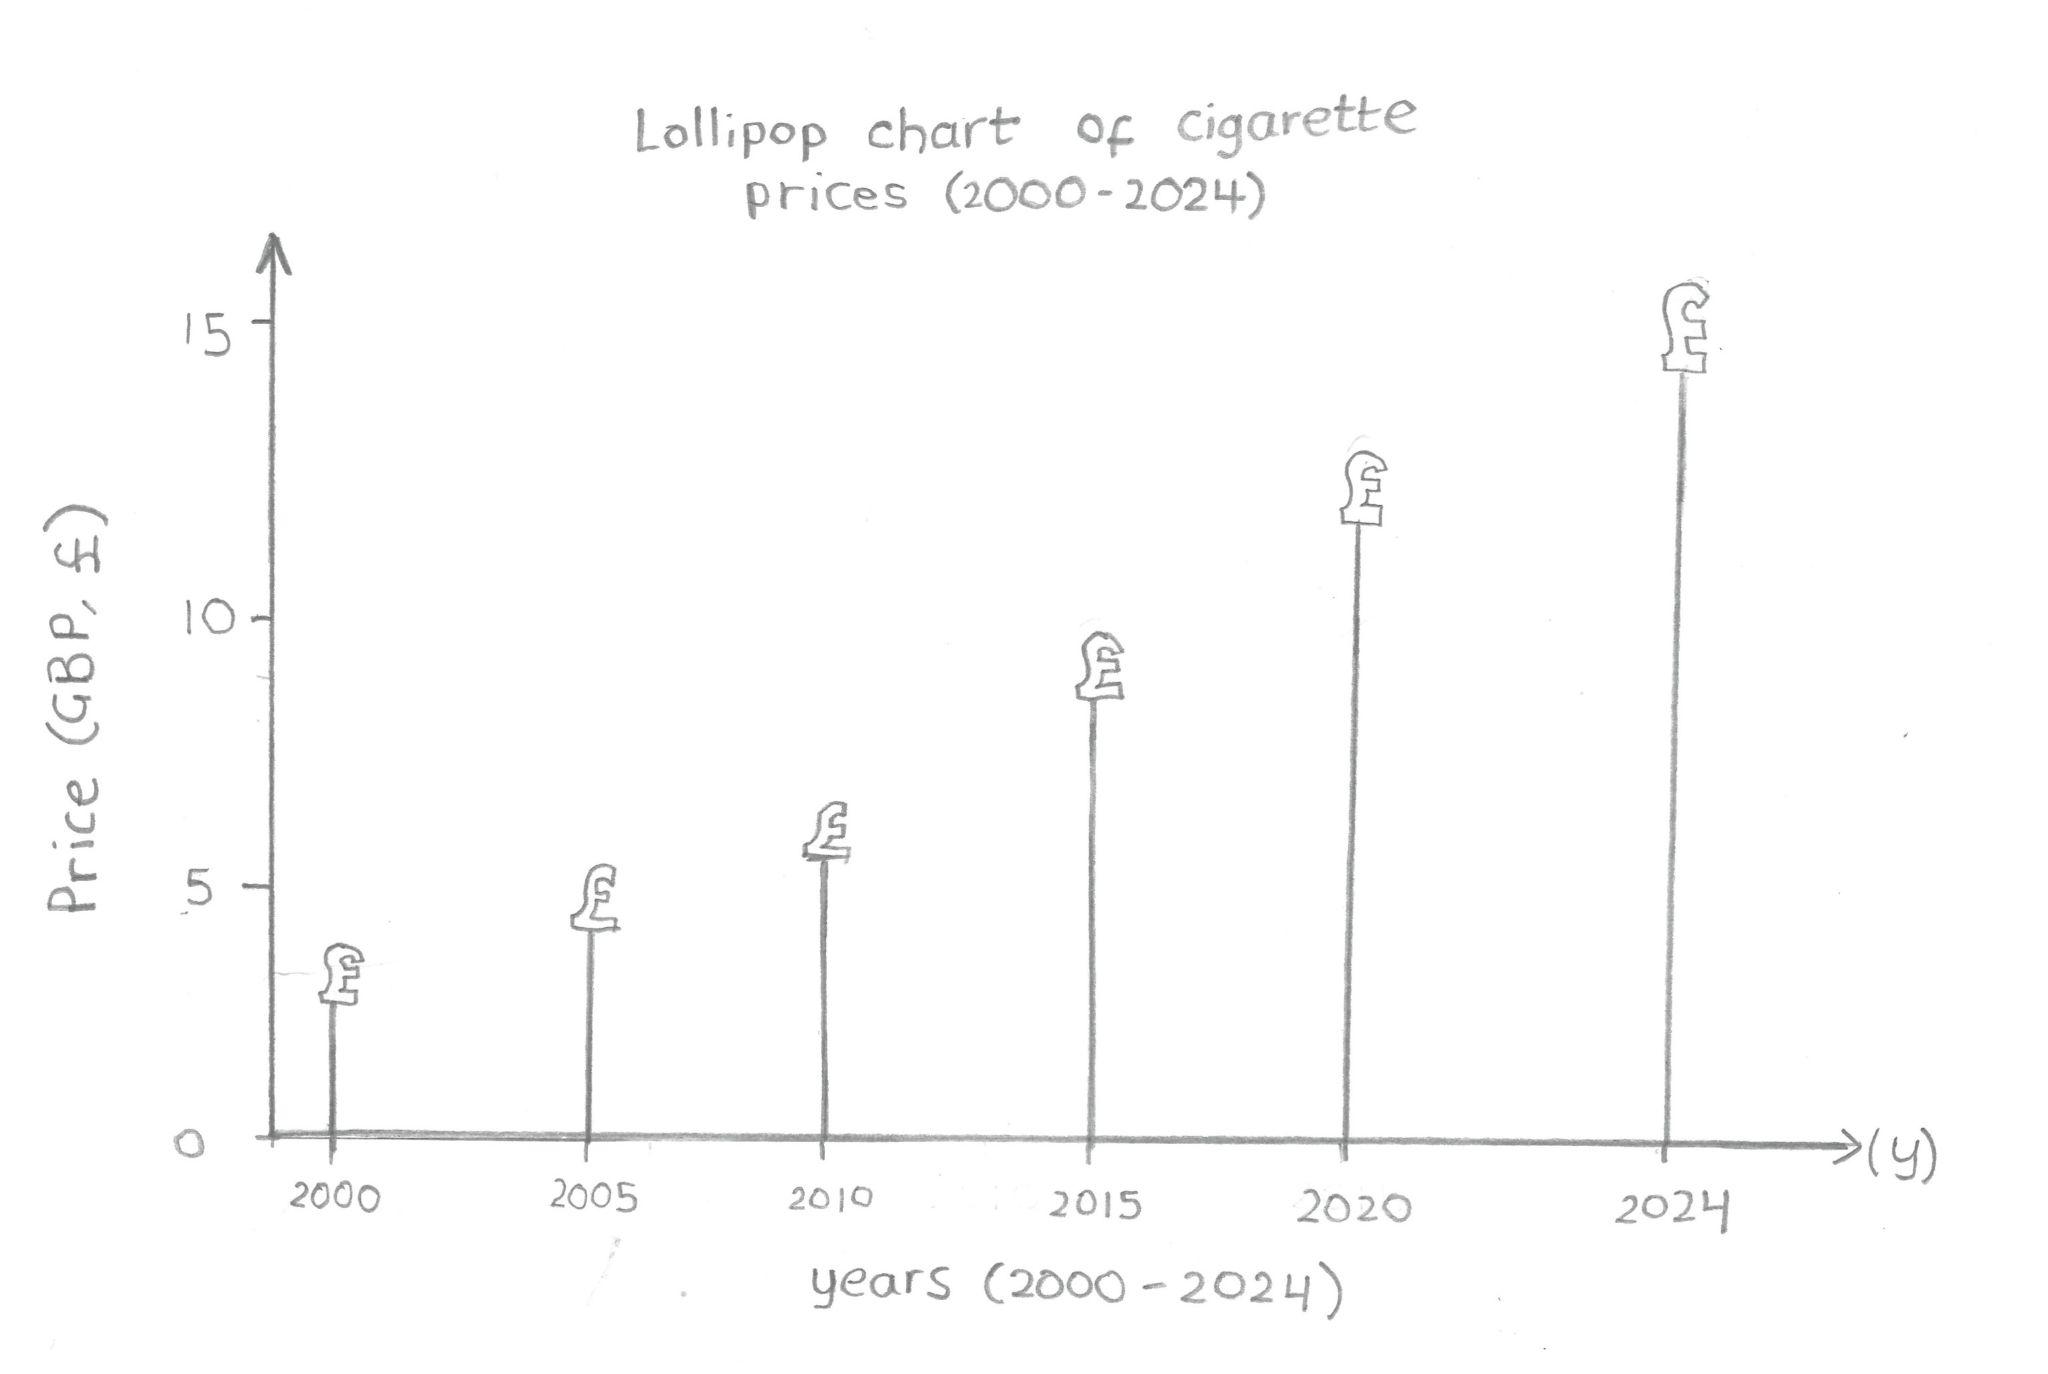 Lollipop chart of cigarette
prices (2000-2024)
Price (GBP, £)
15
10
5
0
£
£
£
£
£
£
2000 2005 2010 2015 2020 2024
(y)
years (2000-2024)